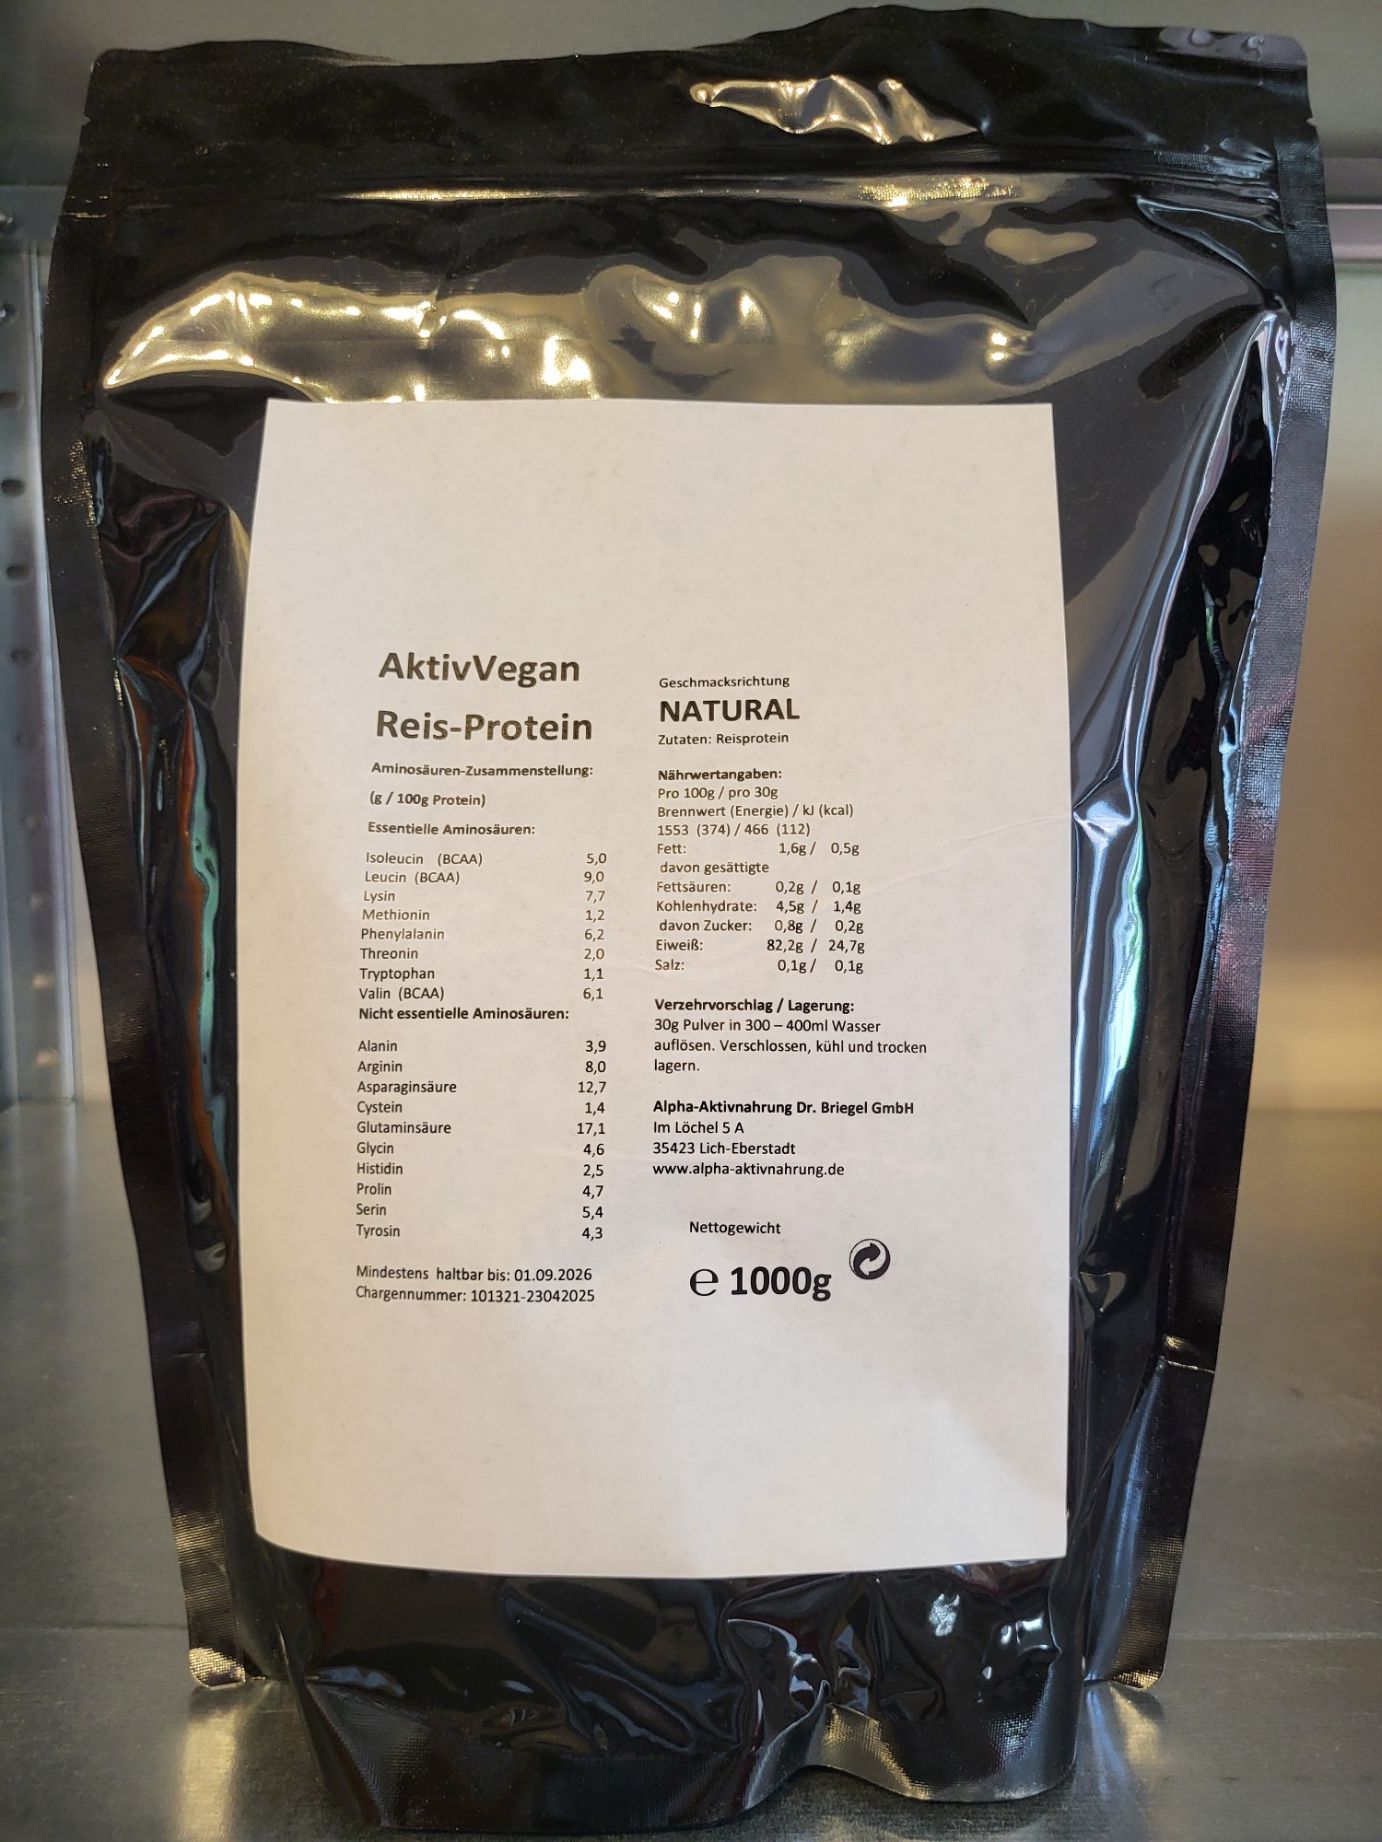 AktivVegan
Reis-Protein
Aminosäuren-Zusammenstellung:
(g / 100g Protein)
Essentielle Aminosäuren:
Isoleucin (BCAA) 5,0
Leucin (BCAA) 9,0
Lysin 7,7
Methionin 1,2
Phenylalanin 6,2
Threonin 2,0
Tryptophan 1,1
Valin (BCAA) 6,1
Nicht essentielle Aminosäuren:
Alanin 3,9
Arginin 8,0
Asparaginsäure 12,7
Cystein 1,4
Glutaminsäure 17,1
Glycin 4,6
Histidin 2,5
Prolin 4,7
Serin 5,4
Tyrosin 4,3
Mindestens haltbar bis: 01.09.2026
Chargennummer: 101321-23042025
Geschmacksrichtung
NATURAL
Zutaten: Reisprotein
Nährwertangaben:
Pro 100g / pro 30g
Brennwert (Energie) / kJ (kcal)
1553 (374) / 466 (112)
Fett: 1,6g / 0,5g
davon gesättigte
Fettsäuren: 0,2g / 0,1g
Kohlenhydrate: 4,5g / 1,4g
davon Zucker: 0,8g / 0,2g
Eiweiß: 82,2g / 24,7g
Salz: 0,1g / 0,1g
Verzehrvorschlag / Lagerung:
30g Pulver in 300 – 400ml Wasser
auflösen. Verschlossen, kühl und trocken
lagern.
Alpha-Aktivnahrung Dr. Briegel GmbH
Im Löchel 5 A
35423 Lich-Eberstadt
www.alpha-aktivnahrung.de
Nettogewicht
℮ 1000g